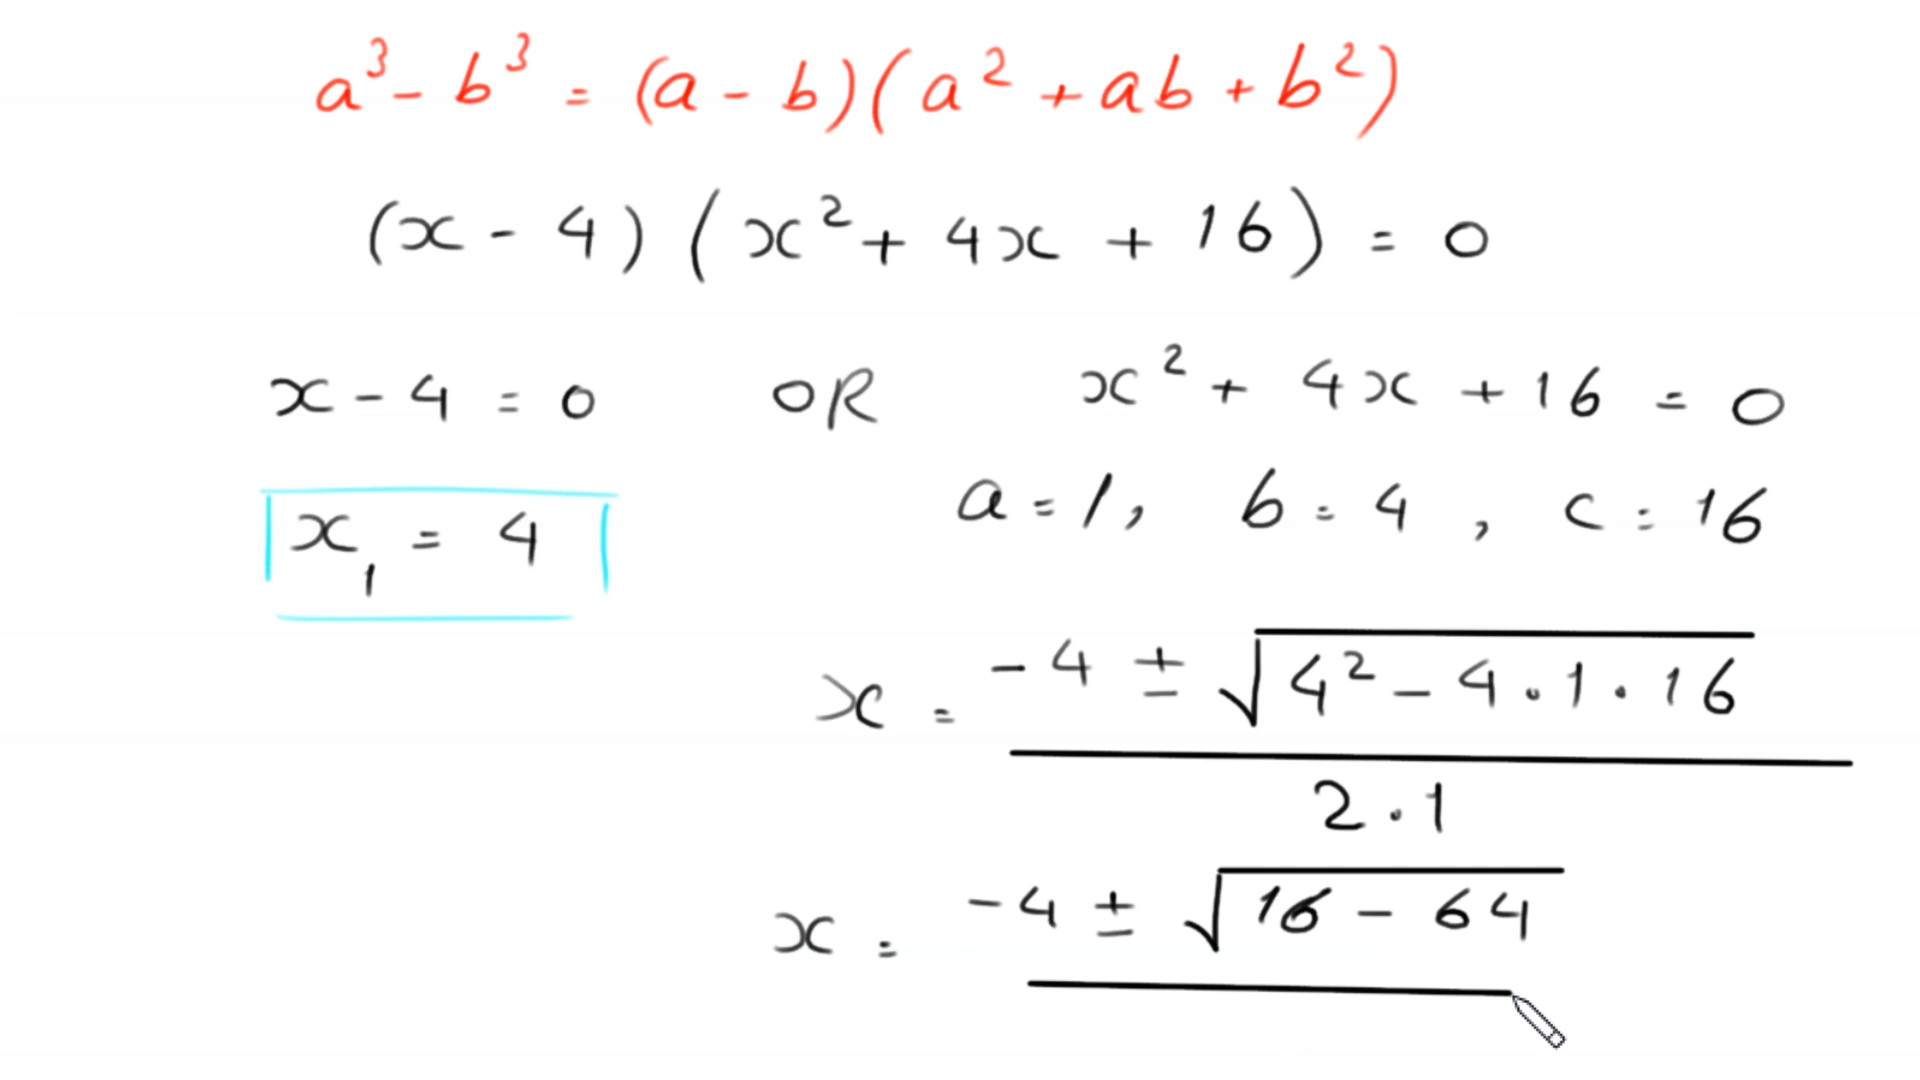 a³ - b³ = (a - b)(a² + ab + b²)
(x - 4)(x² + 4x + 16) = 0
x - 4 = 0 OR x² + 4x + 16 = 0
a = 1, b = 4, c = 16
x₁ = 4
x = (-4 ± √(4² - 4·1·16)) / (2·1)
x = -4 ± √(16 - 64)